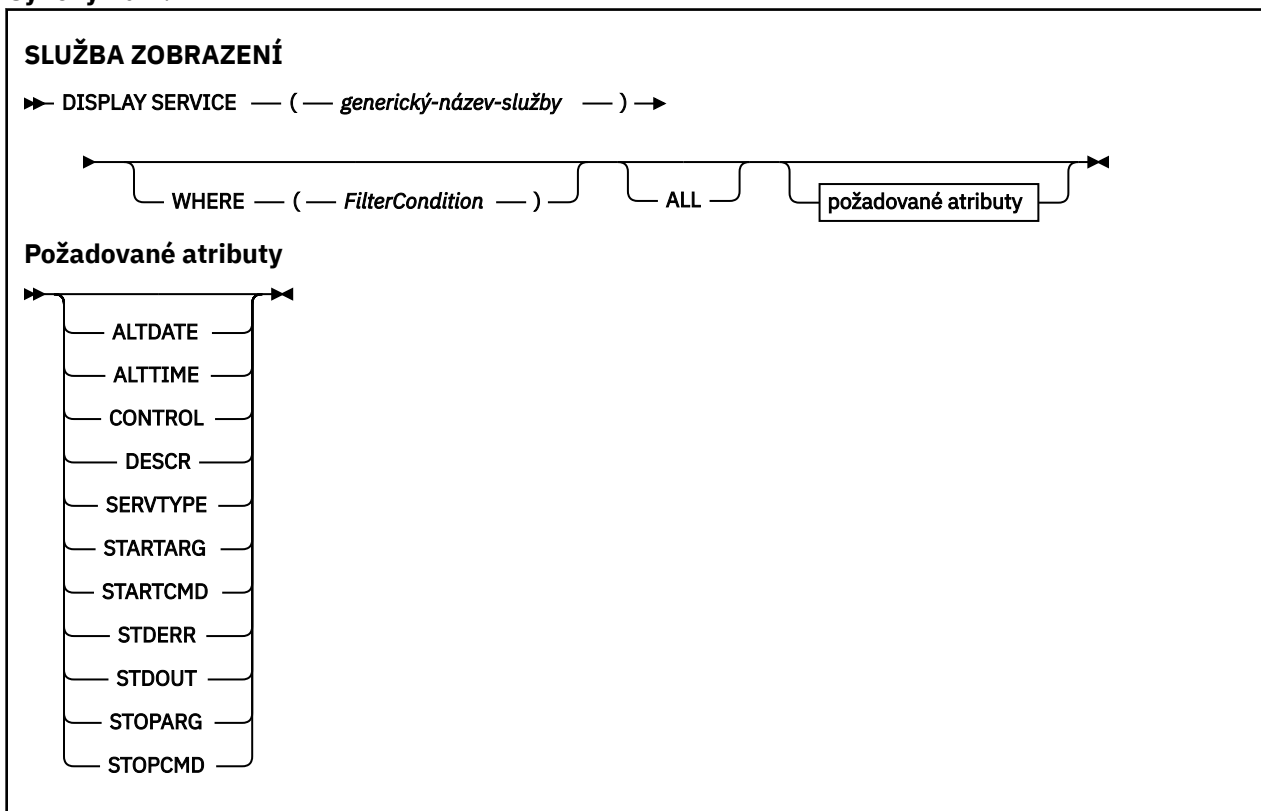 SLUŽBA ZOBRAZENÍ
DISPLAY SERVICE ( generický-název-služby )
WHERE ( FilterCondition ) ALL požadované atributy
Požadované atributy
ALTDATE
ALTTIME
CONTROL
DESCR
SERVTYPE
STARTARG
STARTCMD
STDERR
STDOUT
STOPARG
STOPCMD